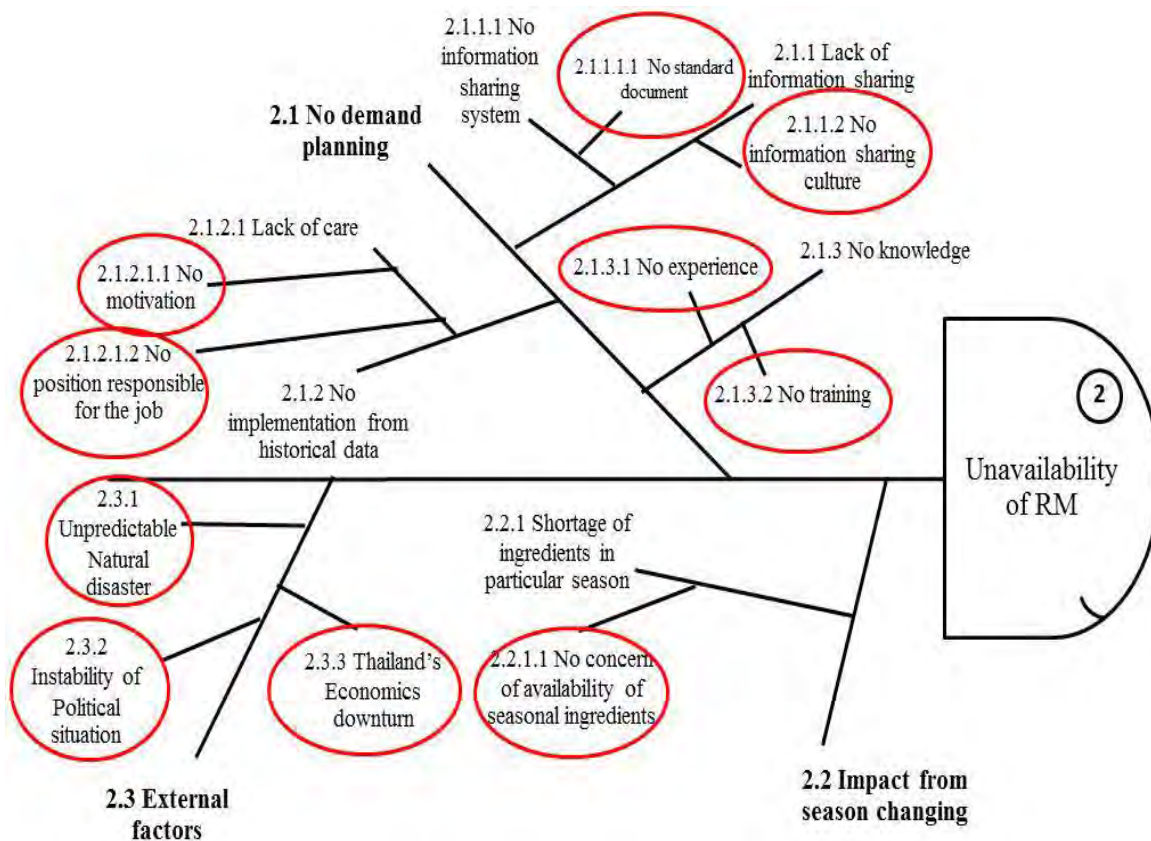 2.1.1.1 No
information
sharing
system
2.1.1.1.1 No standard
document
2.1.1 Lack of
information sharing
2.1.1.2 No
information sharing
culture
2.1 No demand
planning
2.1.2.1 Lack of care
2.1.2.1.1 No
motivation
2.1.2.1.2 No
position responsible
for the job
2.1.2 No
implementation from
historical data
2.1.3.1 No experience
2.1.3 No knowledge
2.1.3.2 No training
2
Unavailability
of RM
2.3.1
Unpredictable
Natural
disaster
2.3.2
Instability of
Political
situation
2.3.3 Thailand's
Economics
downturn
2.2.1 Shortage of
ingredients in
particular season
2.2.1.1 No concern
of availability of
seasonal ingredients
2.3 External
factors
2.2 Impact from
season changing